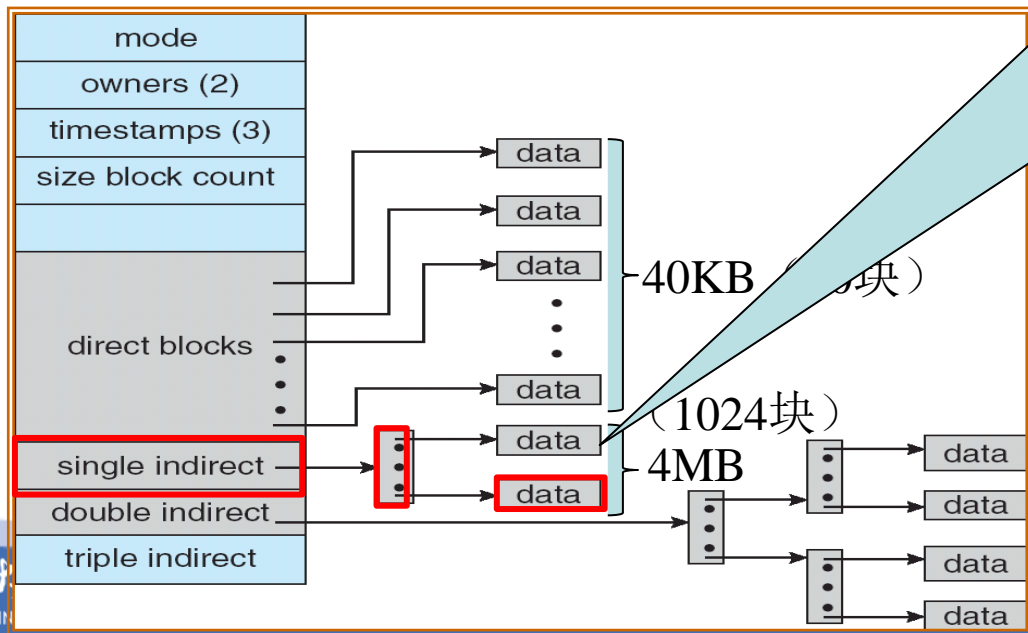 mode
owners (2)
timestamps (3)
size block count
direct blocks
single indirect
double indirect
triple indirect
data
data
data
data
40KB
块）
data
data
（1024块）
4MB
data
data
data
data